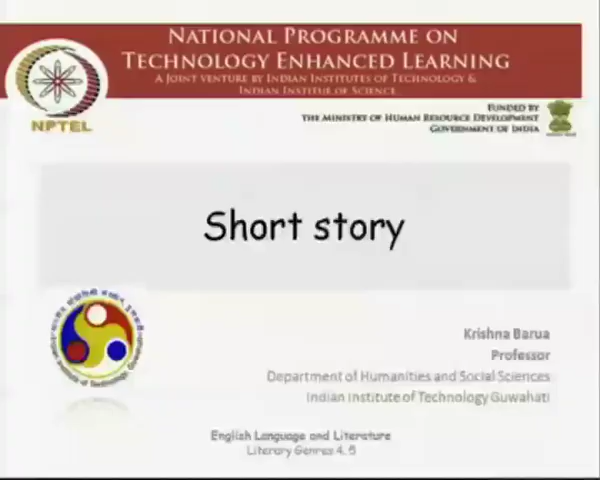 NATIONAL PROGRAMME ON
TECHNOLOGY ENHANCED LEARNING
A JOINT VENTURE BY INDIAN INSTITUTES OF TECHNOLOGY &
INDIAN INSTITUE OF SCIENCE
NPTEL
FUNDED BY
THE MINISTRY OF HUMAN RESOURCE DEVELOPMENT
GOVERNMENT OF INDIA
Short story
Krishna Barua
Professor
Department of Humanities and Social Sciences
Indian Institute of Technology Guwahati
English Language and Literature
Literary Genres 4, 5